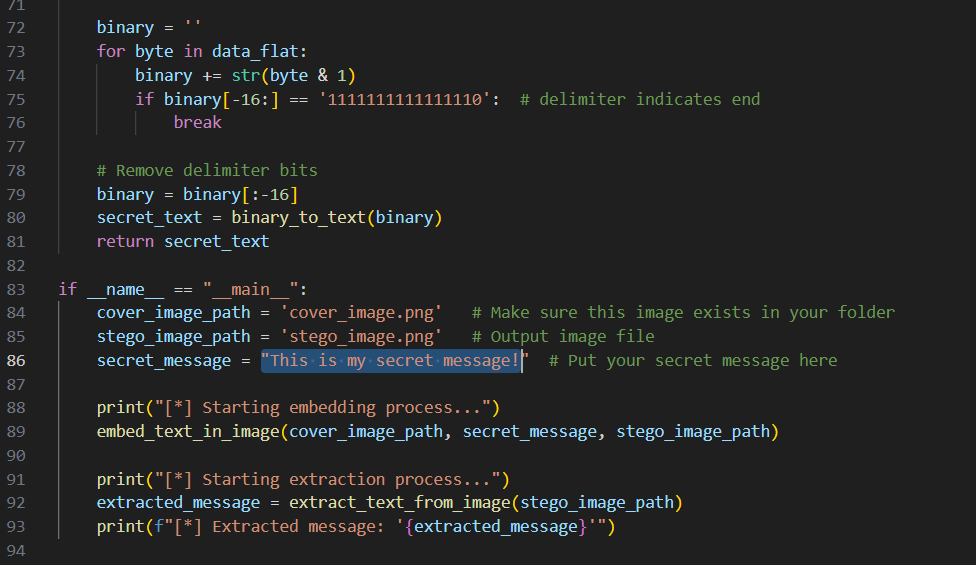 71
72 binary = ''
73 for byte in data_flat:
74 binary += str(byte & 1)
75 if binary[-16:] == '1111111111111110': # delimiter indicates end
76 break
77
78 # Remove delimiter bits
79 binary = binary[:-16]
80 secret_text = binary_to_text(binary)
81 return secret_text
82
83 if __name__ == "__main__":
84 cover_image_path = 'cover_image.png' # Make sure this image exists in your folder
85 stego_image_path = 'stego_image.png' # Output image file
86 secret_message = "This is my secret message!" # Put your secret message here
87
88 print("[*] Starting embedding process...")
89 embed_text_in_image(cover_image_path, secret_message, stego_image_path)
90
91 print("[*] Starting extraction process...")
92 extracted_message = extract_text_from_image(stego_image_path)
93 print(f"[*] Extracted message: '{extracted_message}'")
94